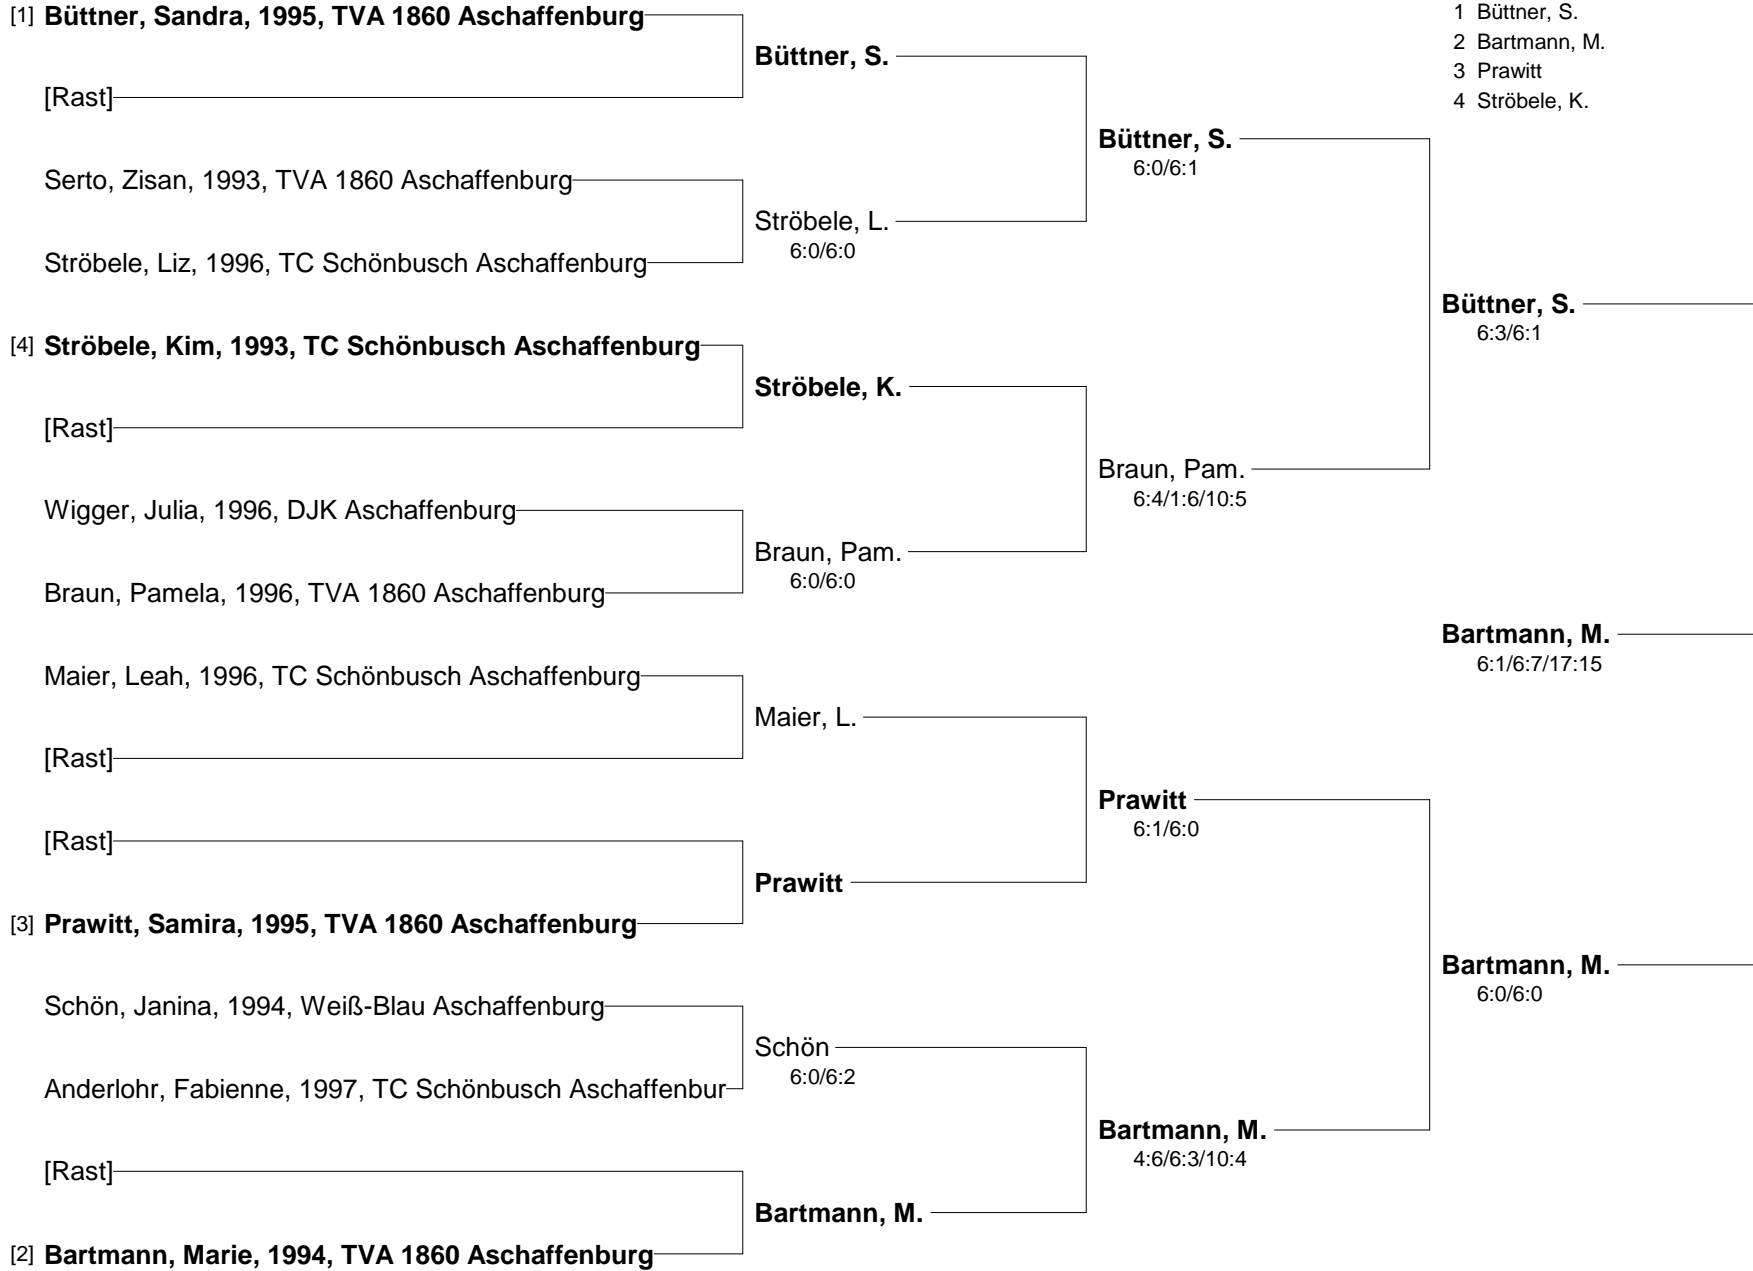 [1] Büttner, Sandra, 1995, TVA 1860 Aschaffenburg
1 Büttner, S.
2 Bartmann, M.
3 Prawitt
4 Ströbele, K.
Büttner, S.
[Rast]
Büttner, S.
6:0/6:1
Serto, Zisan, 1993, TVA 1860 Aschaffenburg
Ströbele, L.
6:0/6:0
Ströbele, Liz, 1996, TC Schönbusch Aschaffenburg
Büttner, S.
6:3/6:1
[4] Ströbele, Kim, 1993, TC Schönbusch Aschaffenburg
Ströbele, K.
[Rast]
Braun, Pam.
6:4/1:6/10:5
Wigger, Julia, 1996, DJK Aschaffenburg
Braun, Pam.
6:0/6:0
Braun, Pamela, 1996, TVA 1860 Aschaffenburg
Bartmann, M.
6:1/6:7/17:15
Maier, Leah, 1996, TC Schönbusch Aschaffenburg
Maier, L.
[Rast]
Prawitt
6:1/6:0
[Rast]
Prawitt
[3] Prawitt, Samira, 1995, TVA 1860 Aschaffenburg
Bartmann, M.
6:0/6:0
Schön, Janina, 1994, Weiß-Blau Aschaffenburg
Schön
6:0/6:2
Anderlohr, Fabienne, 1997, TC Schönbusch Aschaffenbur
Bartmann, M.
4:6/6:3/10:4
[Rast]
Bartmann, M.
[2] Bartmann, Marie, 1994, TVA 1860 Aschaffenburg